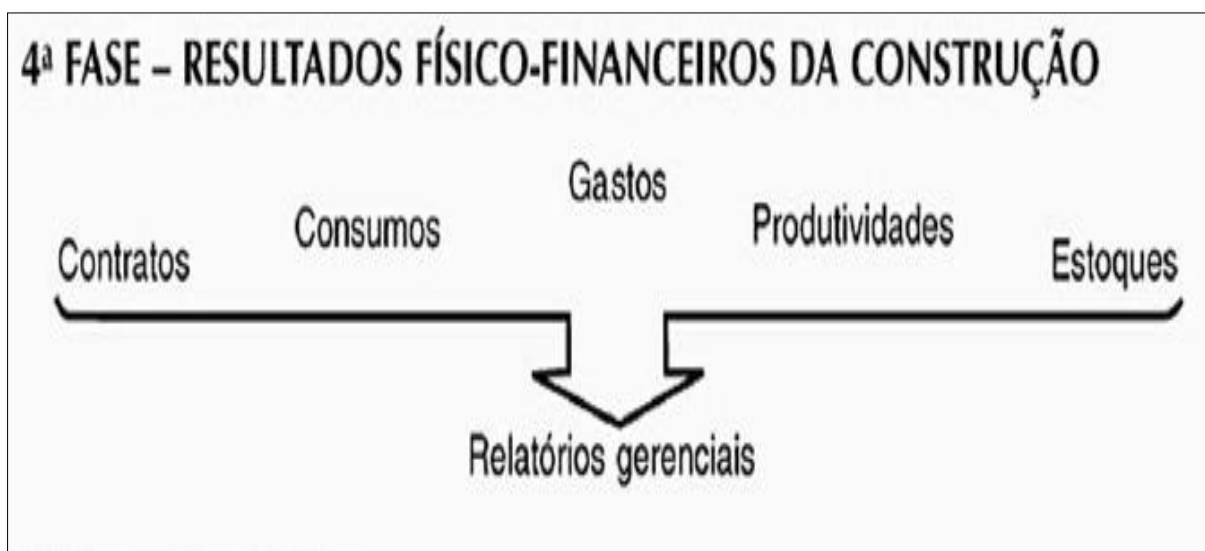 4ª FASE – RESULTADOS FÍSICO-FINANCEIROS DA CONSTRUÇÃO
Contratos
Consumos
Gastos
Produtividades
Estoques
Relatórios gerenciais